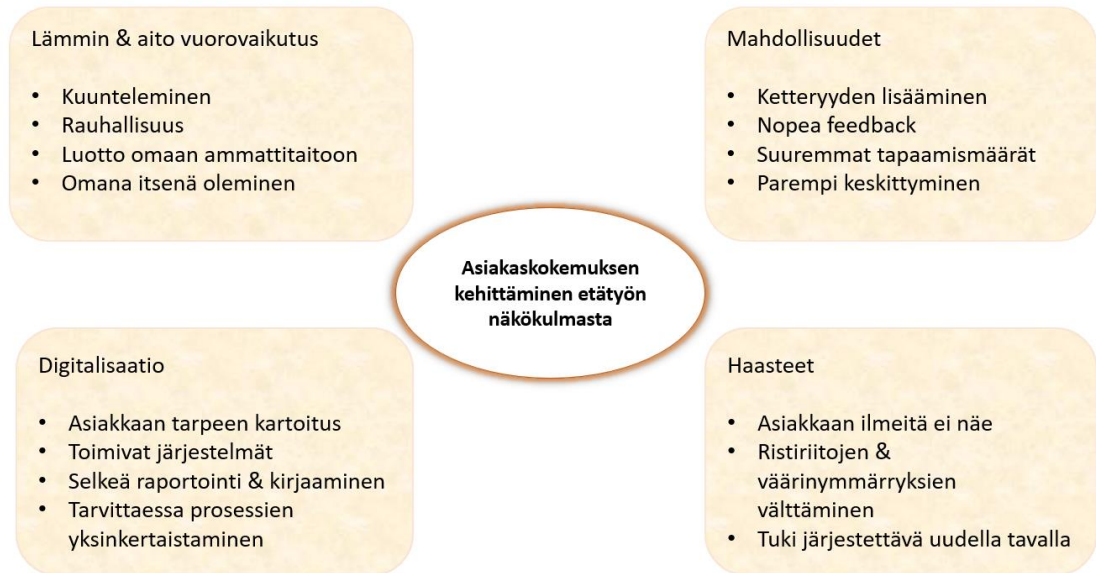 Lämmin & aito vuorovaikutus
• Kuunteleminen
• Rauhallisuus
• Luotto omaan ammattitaitoon
• Omana itsenä oleminen
Mahdollisuudet
• Ketteryyden lisääminen
• Nopea feedback
• Suuremmat tapaamismäärät
• Parempi keskittyminen
Asiakaskokemuksen
kehittäminen etätyön
näkökulmasta
Digitalisaatio
• Asiakkaan tarpeen kartoitus
• Toimivat järjestelmät
• Selkeä raportointi & kirjaaminen
• Tarvittaessa prosessien
yksinkertaistaminen
Haasteet
• Asiakkaan ilmeitä ei näe
• Ristiriitojen &
väärinymmärryksien
välttäminen
• Tuki järjestettävä uudella tavalla